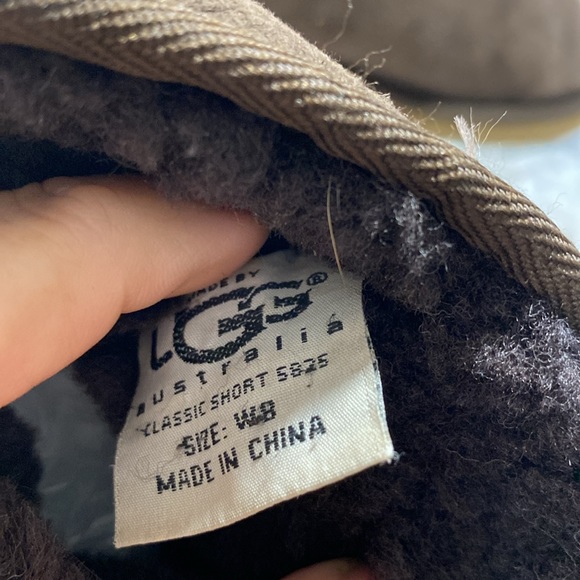 MADE BY
UGG®
australia
CLASSIC SHORT 5825
SIZE: W8
MADE IN CHINA